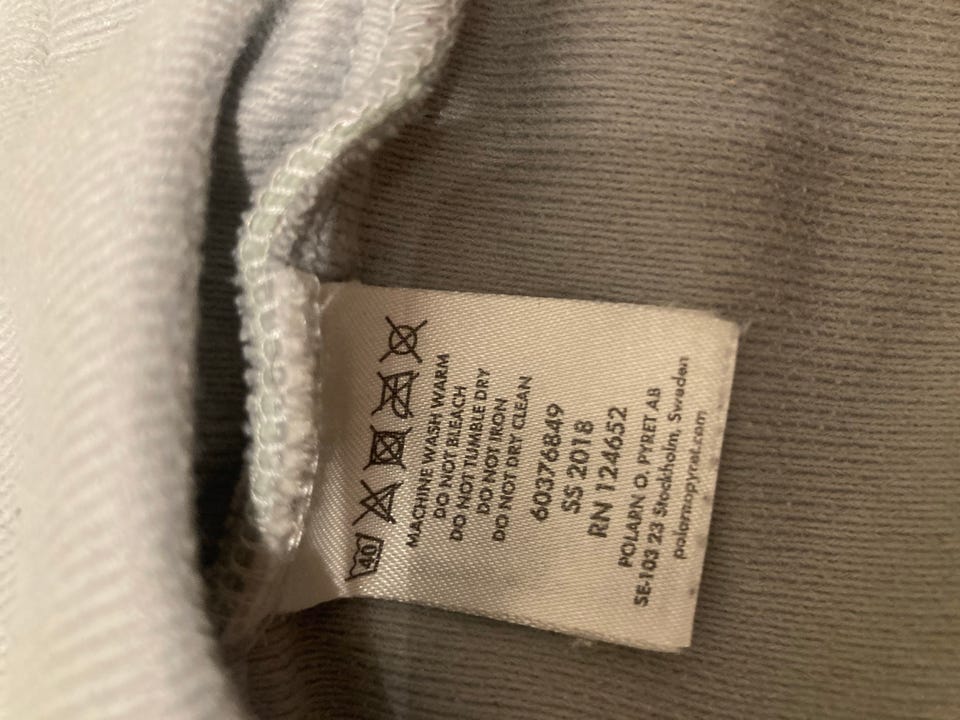 40
MACHINE WASH WARM
DO NOT BLEACH
DO NOT TUMBLE DRY
DO NOT IRON
DO NOT DRY CLEAN
60376849
SS 2018
RN 124652
POLARN O. PYRET AB
SE-103 23 Stockholm, Sweden
polarnopyret.com